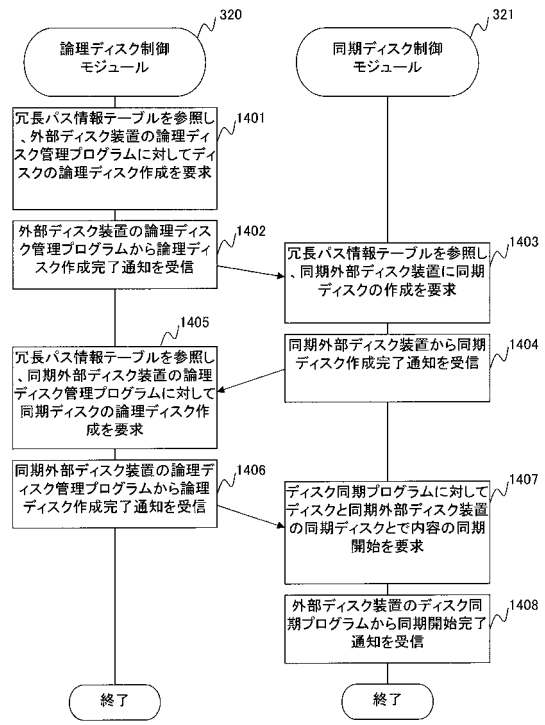 320
論理ディスク制御
モジュール
321
同期ディスク制御
モジュール
1401
冗長パス情報テーブルを参照し
、外部ディスク装置の論理ディ
スク管理プログラムに対してディ
スクの論理ディスク作成を要求
1402
外部ディスク装置の論理ディス
ク管理プログラムから論理ディ
スク作成完了通知を受信
1403
冗長パス情報テーブルを参照し
、同期外部ディスク装置に同期
ディスクの作成を要求
1404
同期外部ディスク装置から同期
ディスク作成完了通知を受信
1405
冗長パス情報テーブルを参照し
、同期外部ディスク装置の論理
ディスク管理プログラムに対して
同期ディスクの論理ディスク作
成を要求
1406
同期外部ディスク装置の論理デ
ィスク管理プログラムから論理
ディスク作成完了通知を受信
1407
ディスク同期プログラムに対して
ディスクと同期外部ディスク装置
の同期ディスクとで内容の同期
開始を要求
1408
外部ディスク装置のディスク同
期プログラムから同期開始完了
通知を受信
終了
終了